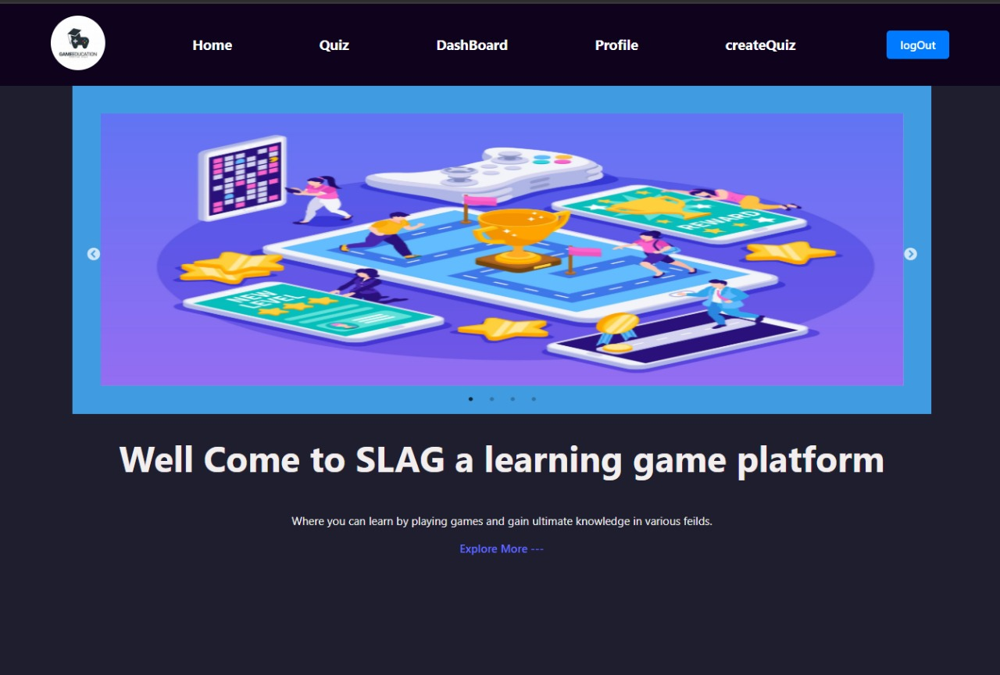 GAMEEDUCATION
Home
Quiz
DashBoard
Profile
createQuiz
logOut
REWARD
NEW
LEVEL
Well Come to SLAG a learning game platform
Where you can learn by playing games and gain ultimate knowledge in various feilds.
Explore More ---